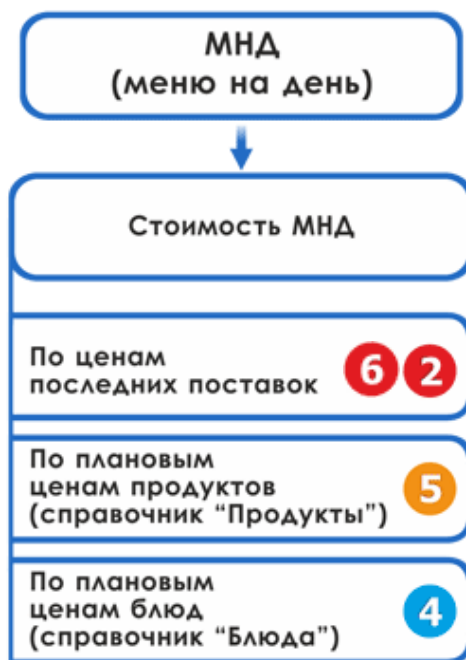 МНД
(меню на день)
Стоимость МНД
По ценам
последних поставок
6 2
По плановым
ценам продуктов
(справочник “Продукты”)
5
По плановым
ценам блюд
(справочник “Блюда”)
4